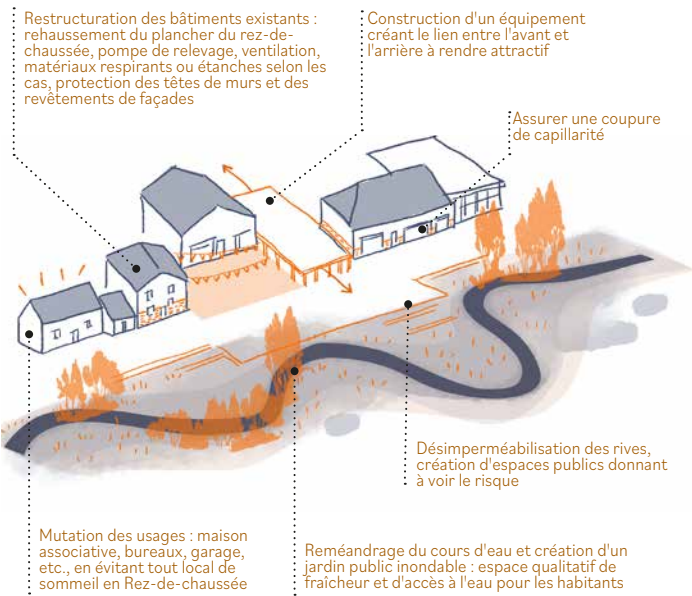 Restructuration des bâtiments existants :
rehaussement du plancher du rez-de-
chaussée, pompe de relevage, ventilation,
matériaux respirants ou étanches selon les
cas, protection des têtes de murs et des
revêtements de façades
Construction d'un équipement
créant le lien entre l'avant et
l'arrière à rendre attractif
Assurer une coupure
de capillarité
Désimperméabilisation des rives,
création d'espaces publics donnant
à voir le risque
Mutation des usages : maison
associative, bureaux, garage,
etc., en évitant tout local de
sommeil en Rez-de-chaussée
Reméandrage du cours d'eau et création d'un
jardin public inondable : espace qualitatif de
fraîcheur et d'accès à l'eau pour les habitants